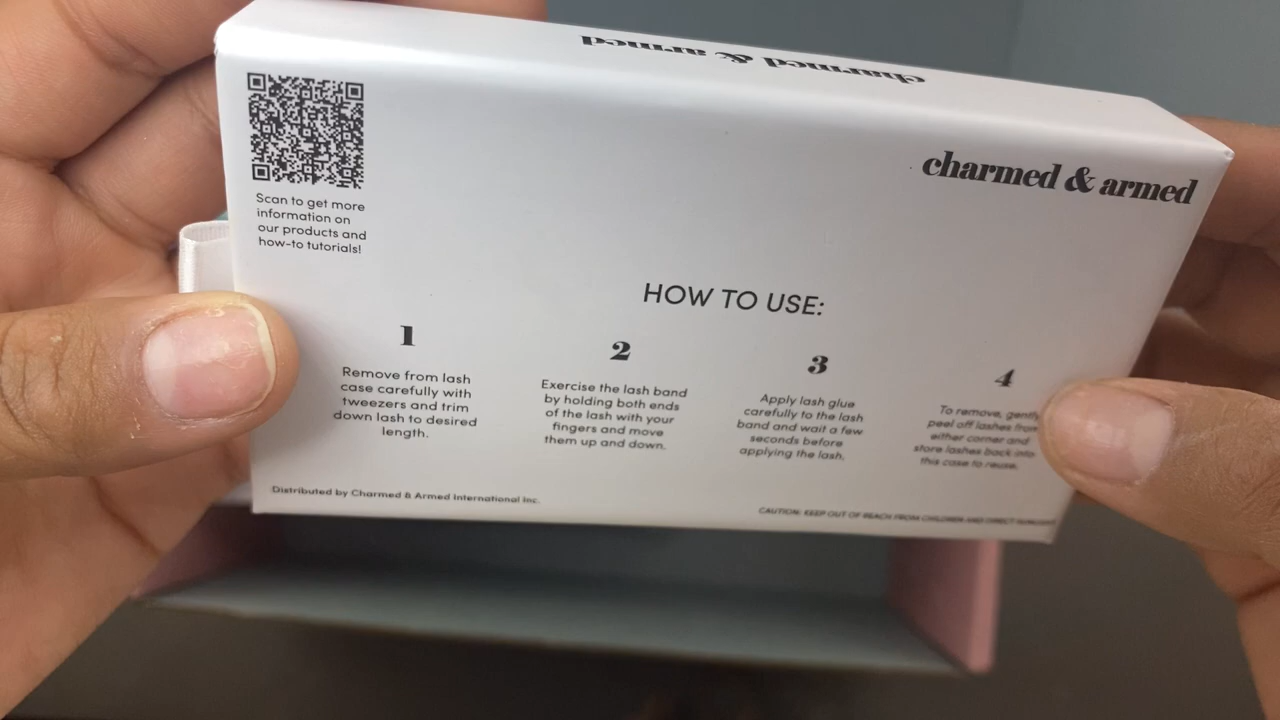 charmed & armed
charmed & armed
Scan to get more
information on
our products and
how-to tutorials!
HOW TO USE:
1
Remove from lash
case carefully with
tweezers and trim
down lash to desired
length.
2
Exercise the lash band
by holding both ends
of the lash with your
fingers and move
them up and down.
3
Apply lash glue
carefully to the lash
band and wait a few
seconds before
applying the lash.
4
To remove, gently
peel off lashes from
either corner and
store lashes back into
this case to reuse.
Distributed by Charmed & Armed International Inc.
CAUTION: KEEP OUT OF REACH FROM CHILDREN AND DIRECT SUNLIGHT